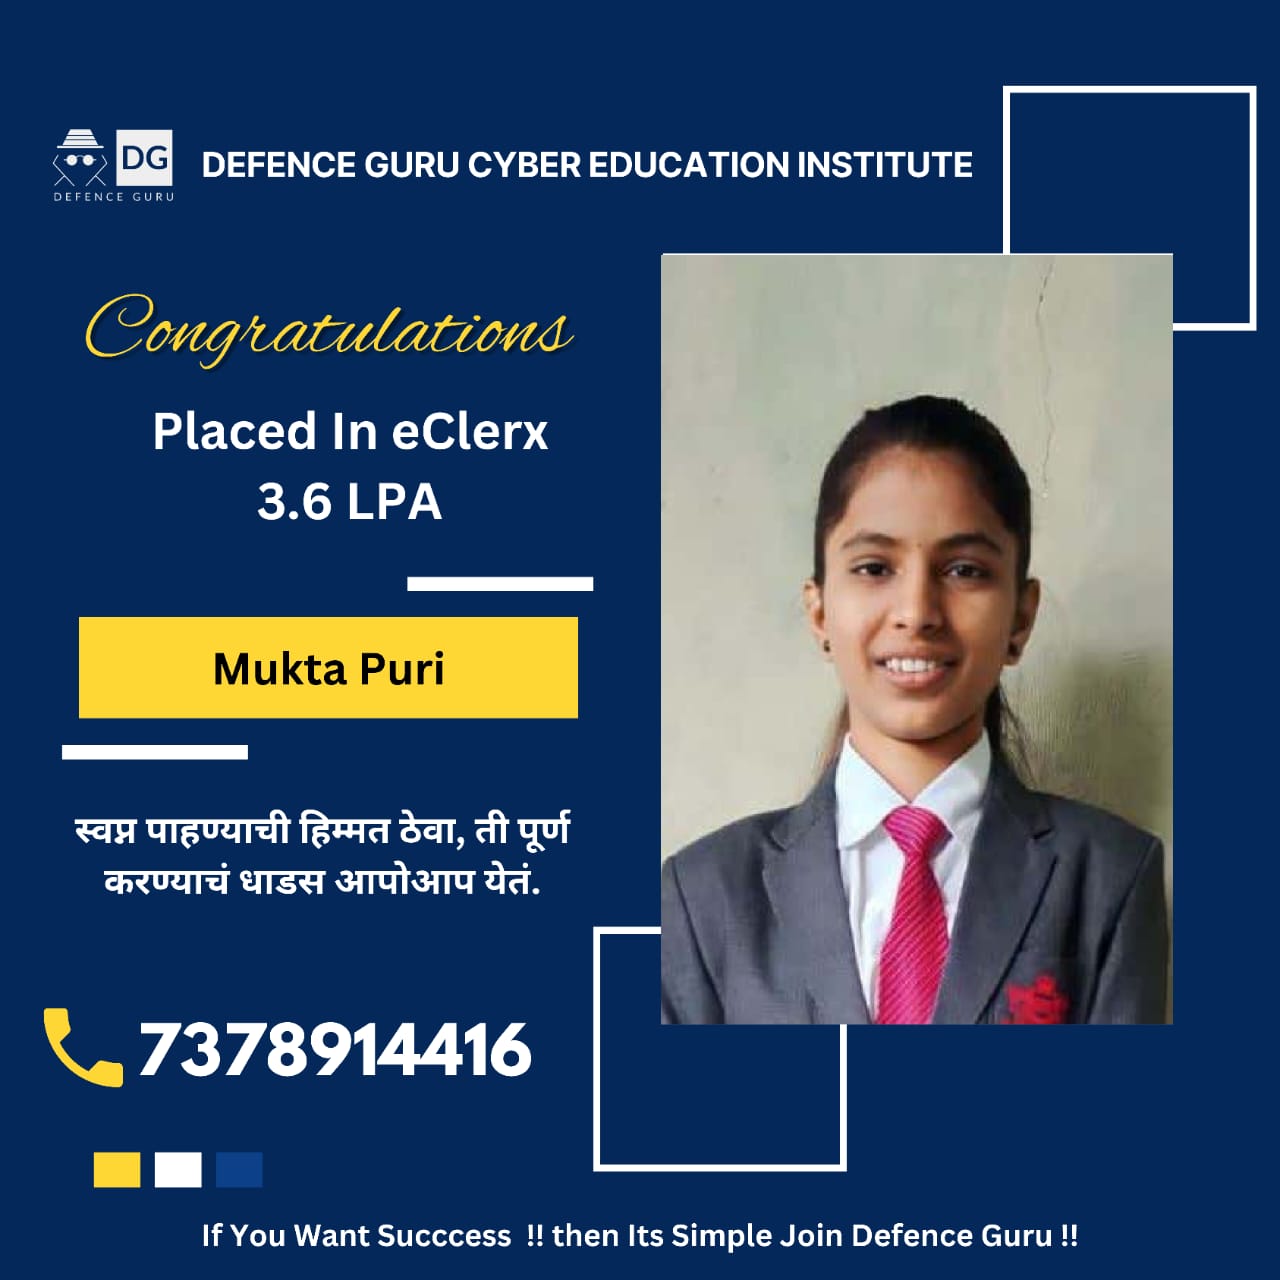 DG
DEFENCE GURU
DEFENCE GURU CYBER EDUCATION INSTITUTE
Congratulations
Placed In eClerx
3.6 LPA
Mukta Puri
स्वप्न पाहण्याची हिम्मत ठेवा, ती पूर्ण
करण्याचं धाडस आपोआप येतं.
7378914416
If You Want Succcess !! then Its Simple Join Defence Guru !!